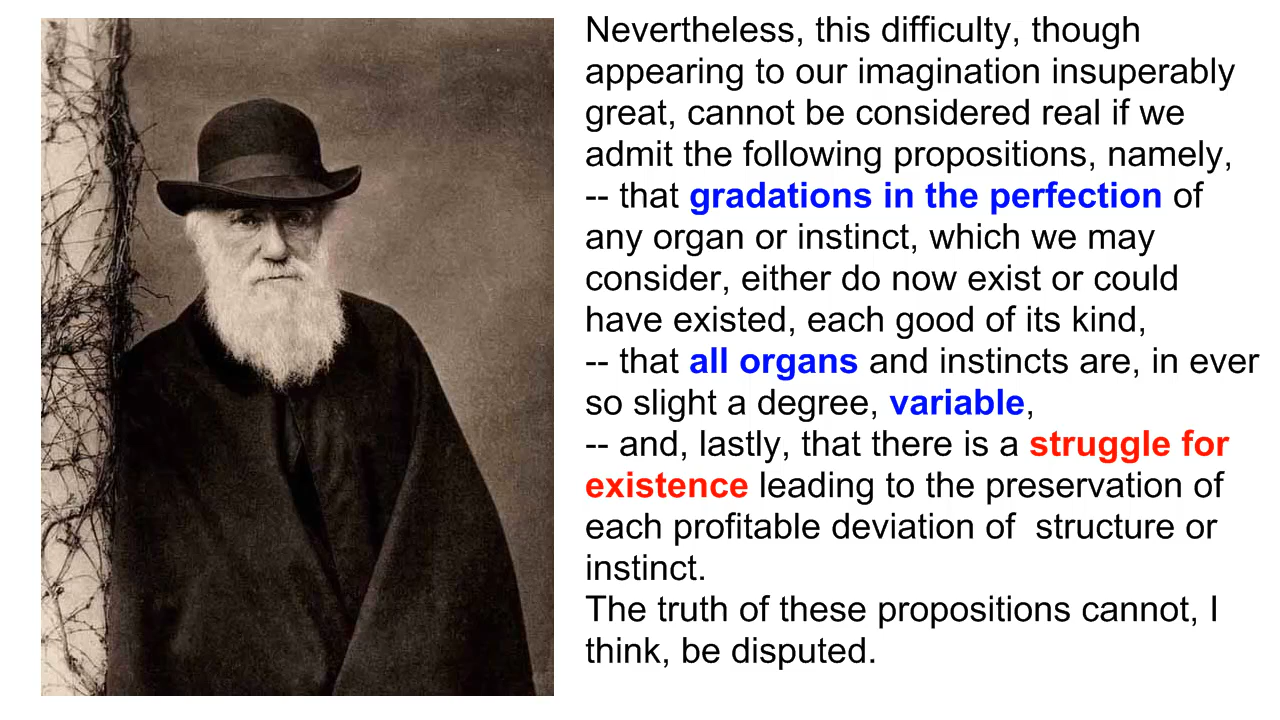 Nevertheless, this difficulty, though
appearing to our imagination insuperably
great, cannot be considered real if we
admit the following propositions, namely,
-- that gradations in the perfection of
any organ or instinct, which we may
consider, either do now exist or could
have existed, each good of its kind,
-- that all organs and instincts are, in ever
so slight a degree, variable,
-- and, lastly, that there is a struggle for
existence leading to the preservation of
each profitable deviation of  structure or
instinct.
The truth of these propositions cannot, I
think, be disputed.